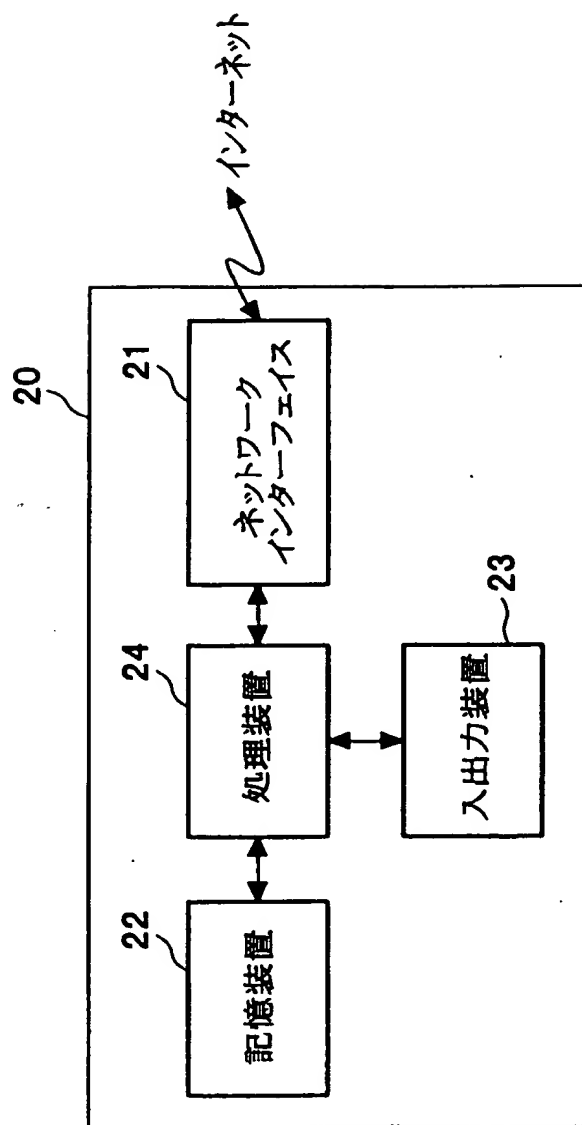 20
22
記憶装置
24
処理装置
21
ネットワーク
インターフェイス
インターネット
23
入出力装置